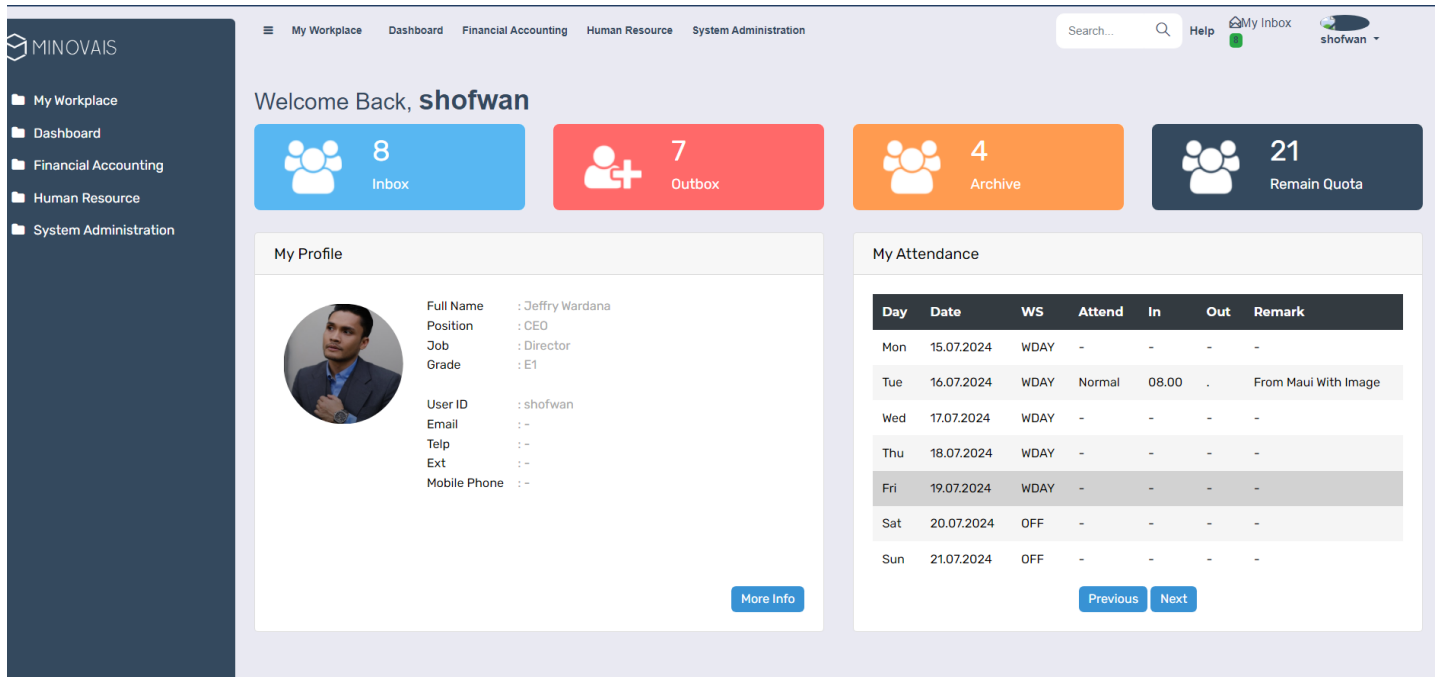 MINOVAIS
My Workplace Dashboard Financial Accounting Human Resource System Administration
Search... Help My Inbox
8
shofwan
My Workplace
Dashboard
Financial Accounting
Human Resource
System Administration
Welcome Back, shofwan
8
Inbox
7
Outbox
4
Archive
21
Remain Quota
My Profile
Full Name : Jeffry Wardana
Position : CEO
Job : Director
Grade : E1
User ID : shofwan
Email : -
Telp : -
Ext : -
Mobile Phone : -
More Info
My Attendance
Day Date WS Attend In Out Remark
Mon 15.07.2024 WDAY - - - -
Tue 16.07.2024 WDAY Normal 08.00 . From Maui With Image
Wed 17.07.2024 WDAY - - - -
Thu 18.07.2024 WDAY - - - -
Fri 19.07.2024 WDAY - - - -
Sat 20.07.2024 OFF - - - -
Sun 21.07.2024 OFF - - - -
Previous Next